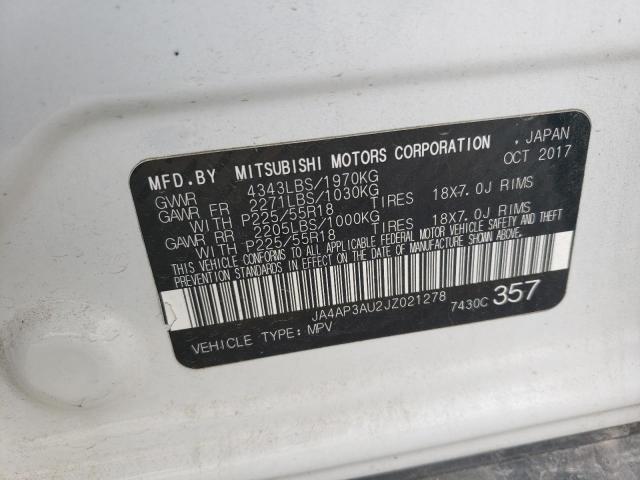 MFD.BY MITSUBISHI MOTORS CORPORATION , JAPAN
GVWR 4343LBS/1970KG OCT 2017
GAWR FR 2271LBS/1030KG
WITH P225/55R18 TIRES 18X7.0J RIMS
GAWR RR 2205LBS/1000KG
WITH P225/55R18 TIRES 18X7.0J RIMS
THIS VEHICLE CONFORMS TO ALL APPLICABLE FEDERAL MOTOR VEHICLE SAFETY AND THEFT
PREVENTION STANDARDS IN EFFECT ON THE DATE OF MANUFACTURE SHOWN ABOVE.
JA4AP3AU2JZ021278 7430C 357
VEHICLE TYPE: MPV